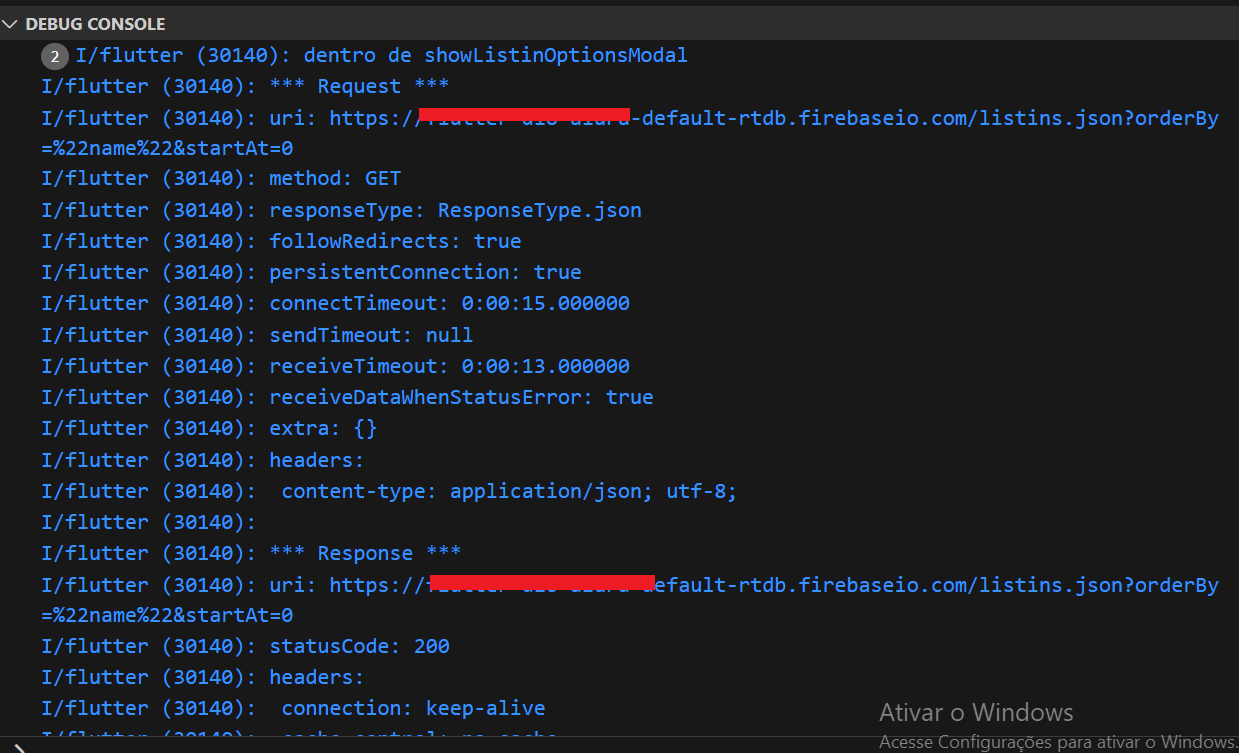 DEBUG CONSOLE
2 I/flutter (30140): dentro de showListinOptionsModal
I/flutter (30140): *** Request ***
I/flutter (30140): uri: https://-default-rtdb.firebaseio.com/listins.json?orderBy
=%22name%22&startAt=0
I/flutter (30140): method: GET
I/flutter (30140): responseType: ResponseType.json
I/flutter (30140): followRedirects: true
I/flutter (30140): persistentConnection: true
I/flutter (30140): connectTimeout: 0:00:15.000000
I/flutter (30140): sendTimeout: null
I/flutter (30140): receiveTimeout: 0:00:13.000000
I/flutter (30140): receiveDataWhenStatusError: true
I/flutter (30140): extra: {}
I/flutter (30140): headers:
I/flutter (30140):  content-type: application/json; utf-8;
I/flutter (30140):
I/flutter (30140): *** Response ***
I/flutter (30140): uri: https://efault-rtdb.firebaseio.com/listins.json?orderBy
=%22name%22&startAt=0
I/flutter (30140): statusCode: 200
I/flutter (30140): headers:
I/flutter (30140):  connection: keep-alive
Ativar o Windows
Acesse Configurações para ativar o Windows.